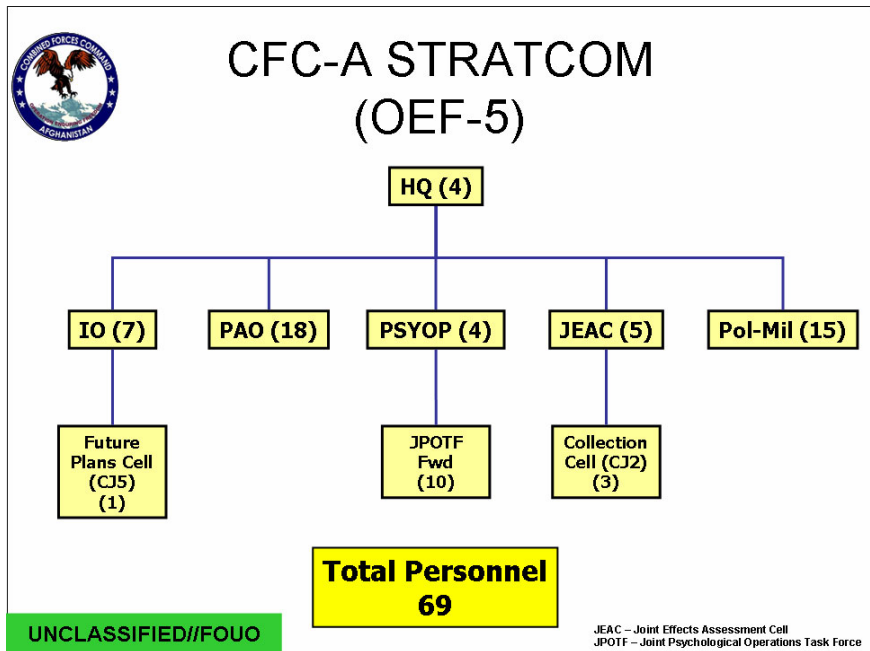 COMBINED FORCES COMMAND
AFGHANISTAN
CFC-A STRATCOM
(OEF-5)
HQ (4)
IO (7)
PAO (18)
PSYOP (4)
JEAC (5)
Pol-Mil (15)
Future
Plans Cell
(CJ5)
(1)
JPOTF
Fwd
(10)
Collection
Cell (CJ2)
(3)
Total Personnel
69
UNCLASSIFIED//FOUO
JEAC – Joint Effects Assessment Cell
JPOTF – Joint Psychological Operations Task Force